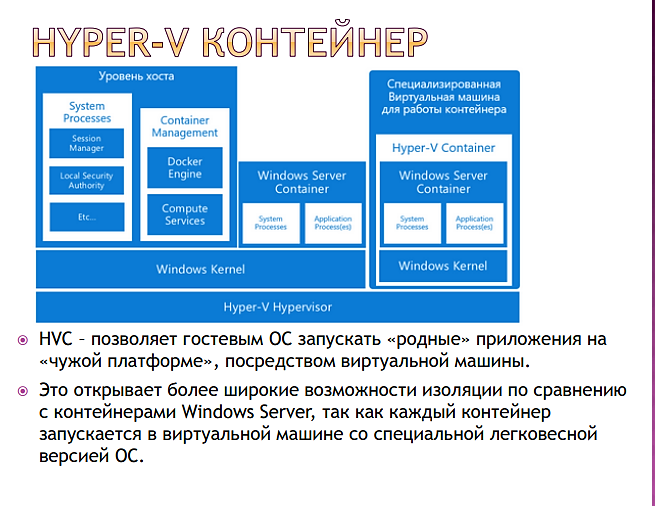 HYPER-V КОНТЕЙНЕР
Уровень хоста
System
Processes
Session
Manager
Local Security
Authority
Etc...
Container
Management
Docker
Engine
Compute
Services
Windows Server
Container
System
Processes
Application
Process(es)
Специализированная
Виртуальная машина
для работы контейнера
Hyper-V Container
Windows Server
Container
System
Processes
Application
Process(es)
Windows Kernel
Windows Kernel
Hyper-V Hypervisor
HVC – позволяет гостевым ОС запускать «родные» приложения на
«чужой платформе», посредством виртуальной машины.
Это открывает более широкие возможности изоляции по сравнению
с контейнерами Windows Server, так как каждый контейнер
запускается в виртуальной машине со специальной легковесной
версией ОС.